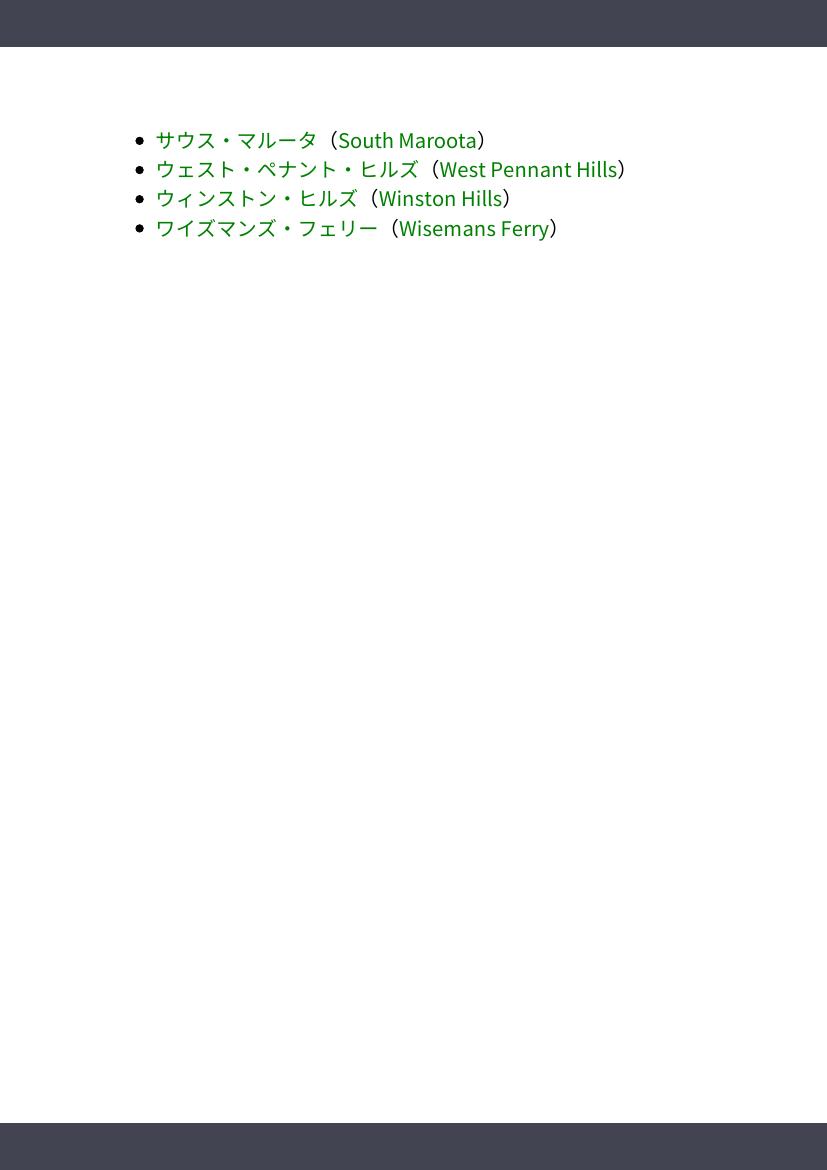 • サウス・マルータ（South Maroota）
• ウェスト・ペナント・ヒルズ（West Pennant Hills）
• ウィンストン・ヒルズ（Winston Hills）
• ワイズマンズ・フェリー（Wisemans Ferry）